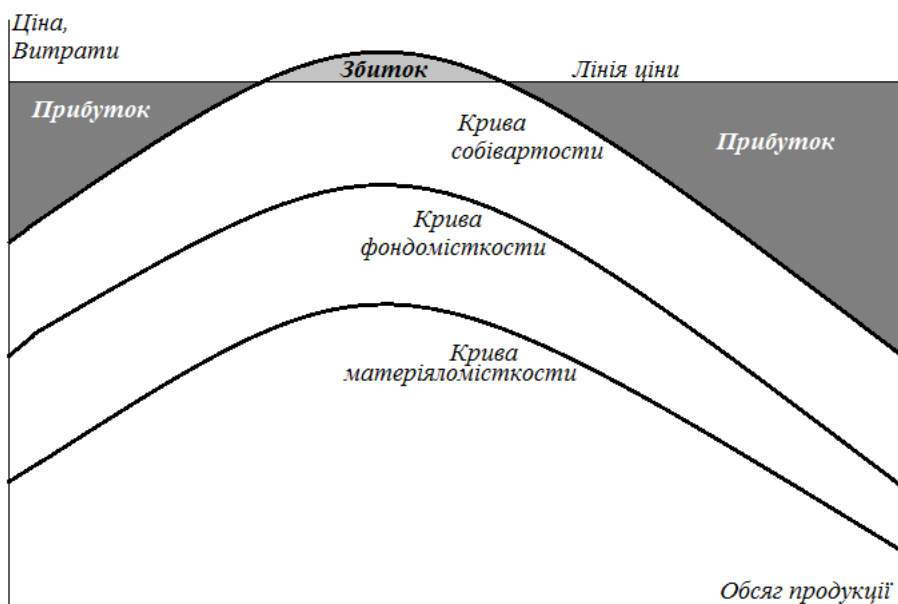 Ціна,
Витрати
Збиток
Лінія ціни
Прибуток
Крива
собівартости
Прибуток
Крива
фондомісткости
Крива
матеріяломісткости
Обсяг продукції